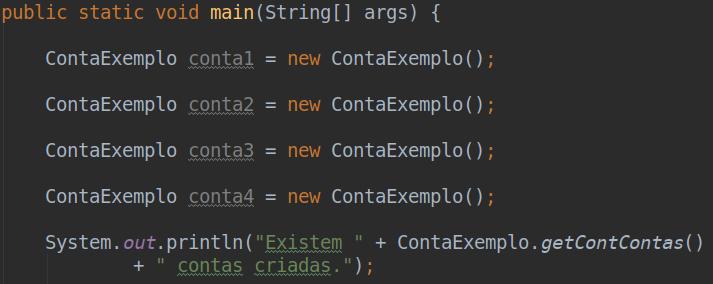 public static void main(String[] args) {
ContaExemplo conta1 = new ContaExemplo();
ContaExemplo conta2 = new ContaExemplo();
ContaExemplo conta3 = new ContaExemplo();
ContaExemplo conta4 = new ContaExemplo();
System.out.println("Existem " + ContaExemplo.getContContas()
+ " contas criadas.");